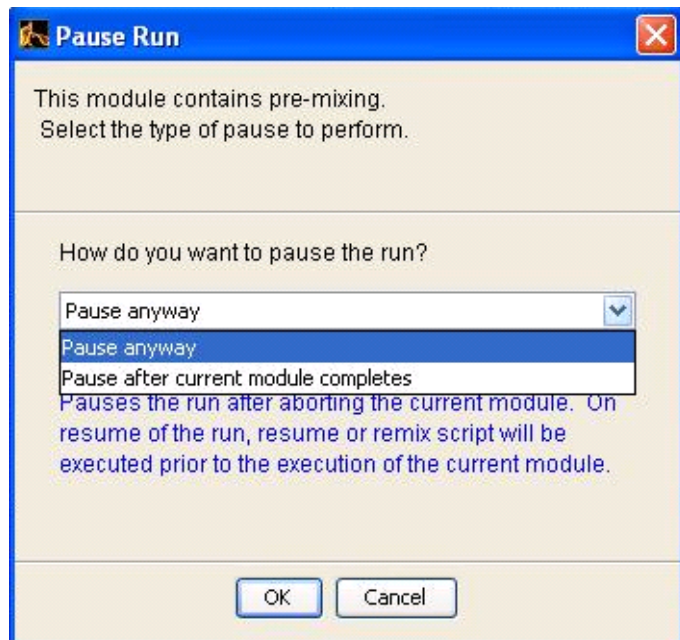 Pause Run
This module contains pre-mixing.
Select the type of pause to perform.
How do you want to pause the run?
Pause anyway
Pause anyway
Pause after current module completes
Pauses the run after aborting the current module. On
resume of the run, resume or remix script will be
executed prior to the execution of the current module.
OK
Cancel